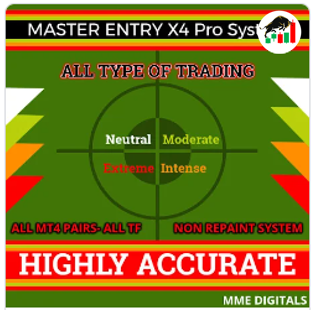 MASTER ENTRY X4 Pro Syst
ALL TYPE OF TRADING
Neutral Moderate
Extreme Intense
ALL MT4 PAIRS- ALL TF NON REPAINT SYSTEM
HIGHLY ACCURATE
MME DIGITALS